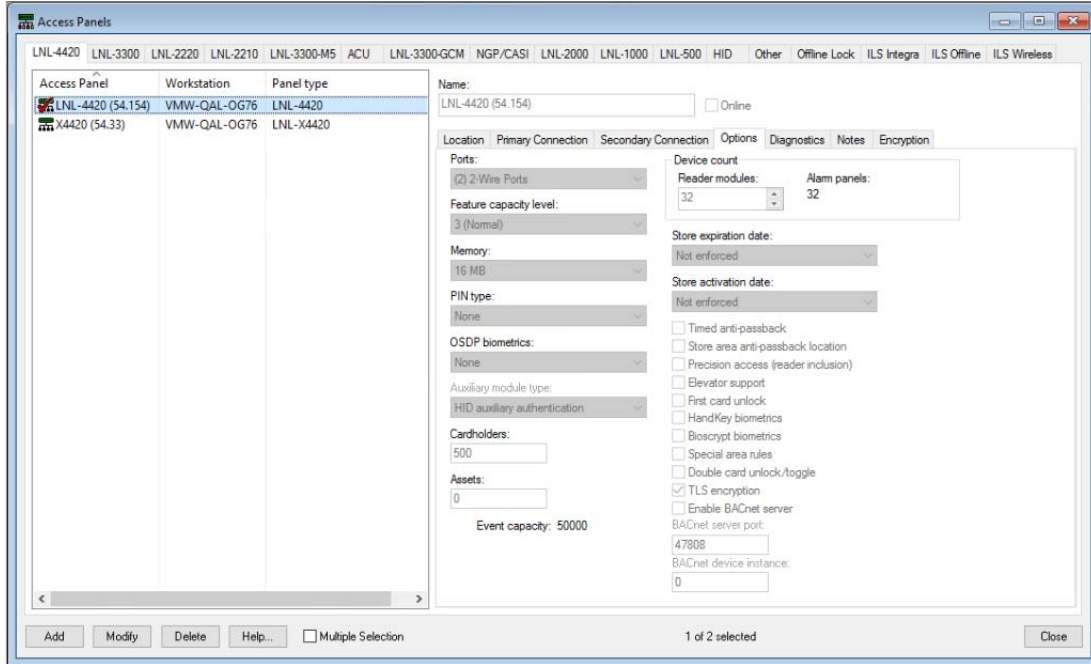 Access Panels
LNL-4420 LNL-3300 LNL-2220 LNL-2210 LNL-3300-M5 ACU LNL-3300-GCM NGP/CASI LNL-2000 LNL-1000 LNL-500 HID Other Offline Lock ILS Integra ILS Offline ILS Wireless
Access Panel Workstation Panel type
LNL-4420 (54.154) VMW-QAL-OG76 LNL-4420
X4420 (54.33) VMW-QAL-OG76 LNL-X4420
Name:
LNL-4420 (54.154) Online
Location Primary Connection Secondary Connection Options Diagnostics Notes Encryption
Ports:
(2) 2-Wire Ports
Feature capacity level:
3 (Normal)
Memory:
16 MB
PIN type:
None
OSDP biometrics:
None
Auxiliary module type:
HID auxiliary authentication
Cardholders:
500
Assets:
0
Event capacity: 50000
Device count
Reader modules: Alarm panels:
32 32
Store expiration date:
Not enforced
Store activation date:
Not enforced
Timed anti-passback
Store area anti-passback location
Precision access (reader inclusion)
Elevator support
First card unlock
HandKey biometrics
Bioscrypt biometrics
Special area rules
Double card unlock/toggle
TLS encryption
Enable BACnet server
BACnet server port:
47808
BACnet device instance:
0
Add Modify Delete Help... Multiple Selection 1 of 2 selected Close